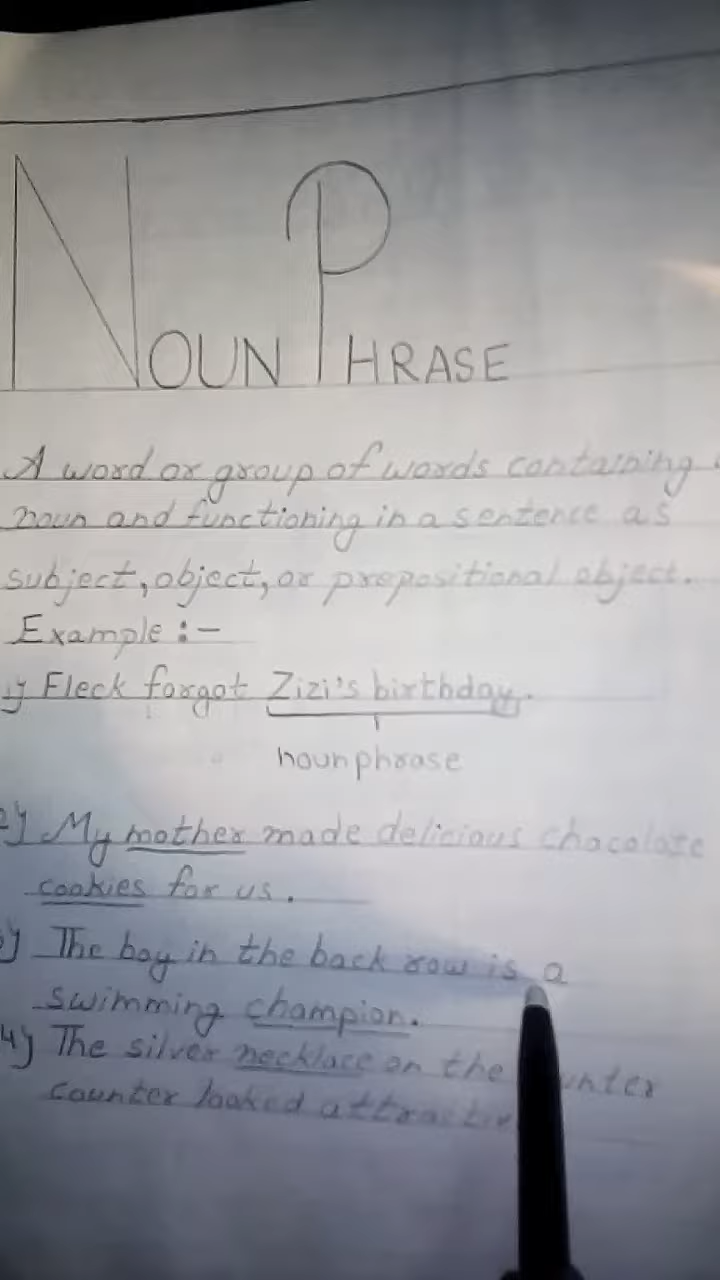 NOUN PHRASE
A word or group of words containing
noun and functioning in a sentence as
subject, object, or prepositional object.
Example :-
1) Fleck forgot Zizi's birthday.
noun phrase
2) My mother made delicious chocolate
cookies for us.
The boy in the back row is a
swimming champion.
4) The silver necklace on the
counter looked